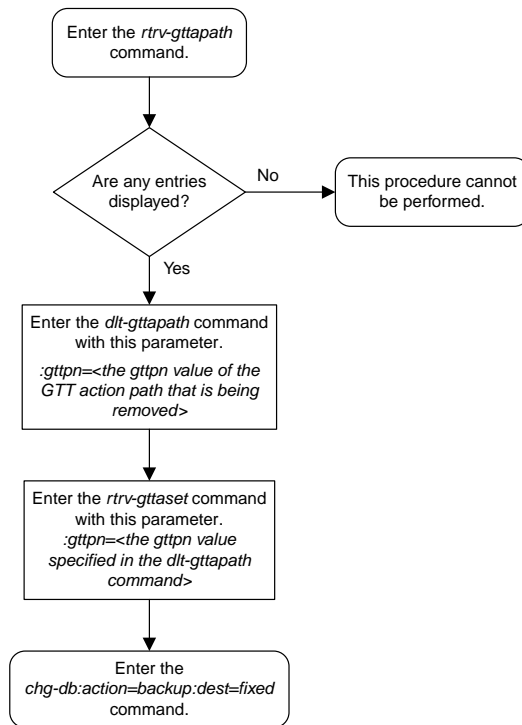 Enter the rtrv-gttapath
command.
Are any entries
displayed?
No
This procedure cannot
be performed.
Yes
Enter the dlt-gttapath command
with this parameter.
:gttpn=<the gttpn value of the
GTT action path that is being
removed>
Enter the rtrv-gttaset command
with this parameter.
:gttpn=<the gttpn value
specified in the dlt-gttapath
command>
Enter the
chg-db:action=backup:dest=fixed
command.